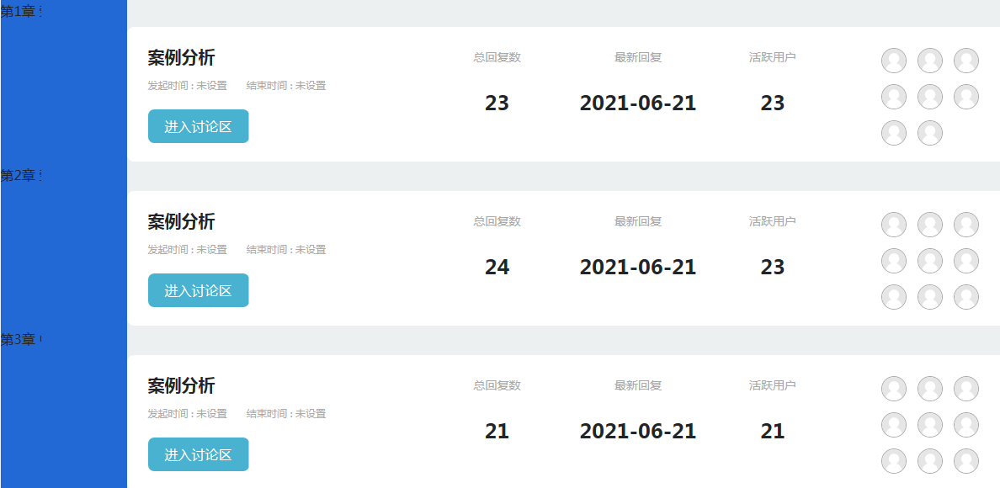 第1章
案例分析
总回复数 最新回复 活跃用户
发起时间 : 未设置 结束时间 : 未设置
23 2021-06-21 23
进入讨论区
第2章
案例分析
总回复数 最新回复 活跃用户
发起时间 : 未设置 结束时间 : 未设置
24 2021-06-21 23
进入讨论区
第3章
案例分析
总回复数 最新回复 活跃用户
发起时间 : 未设置 结束时间 : 未设置
21 2021-06-21 21
进入讨论区